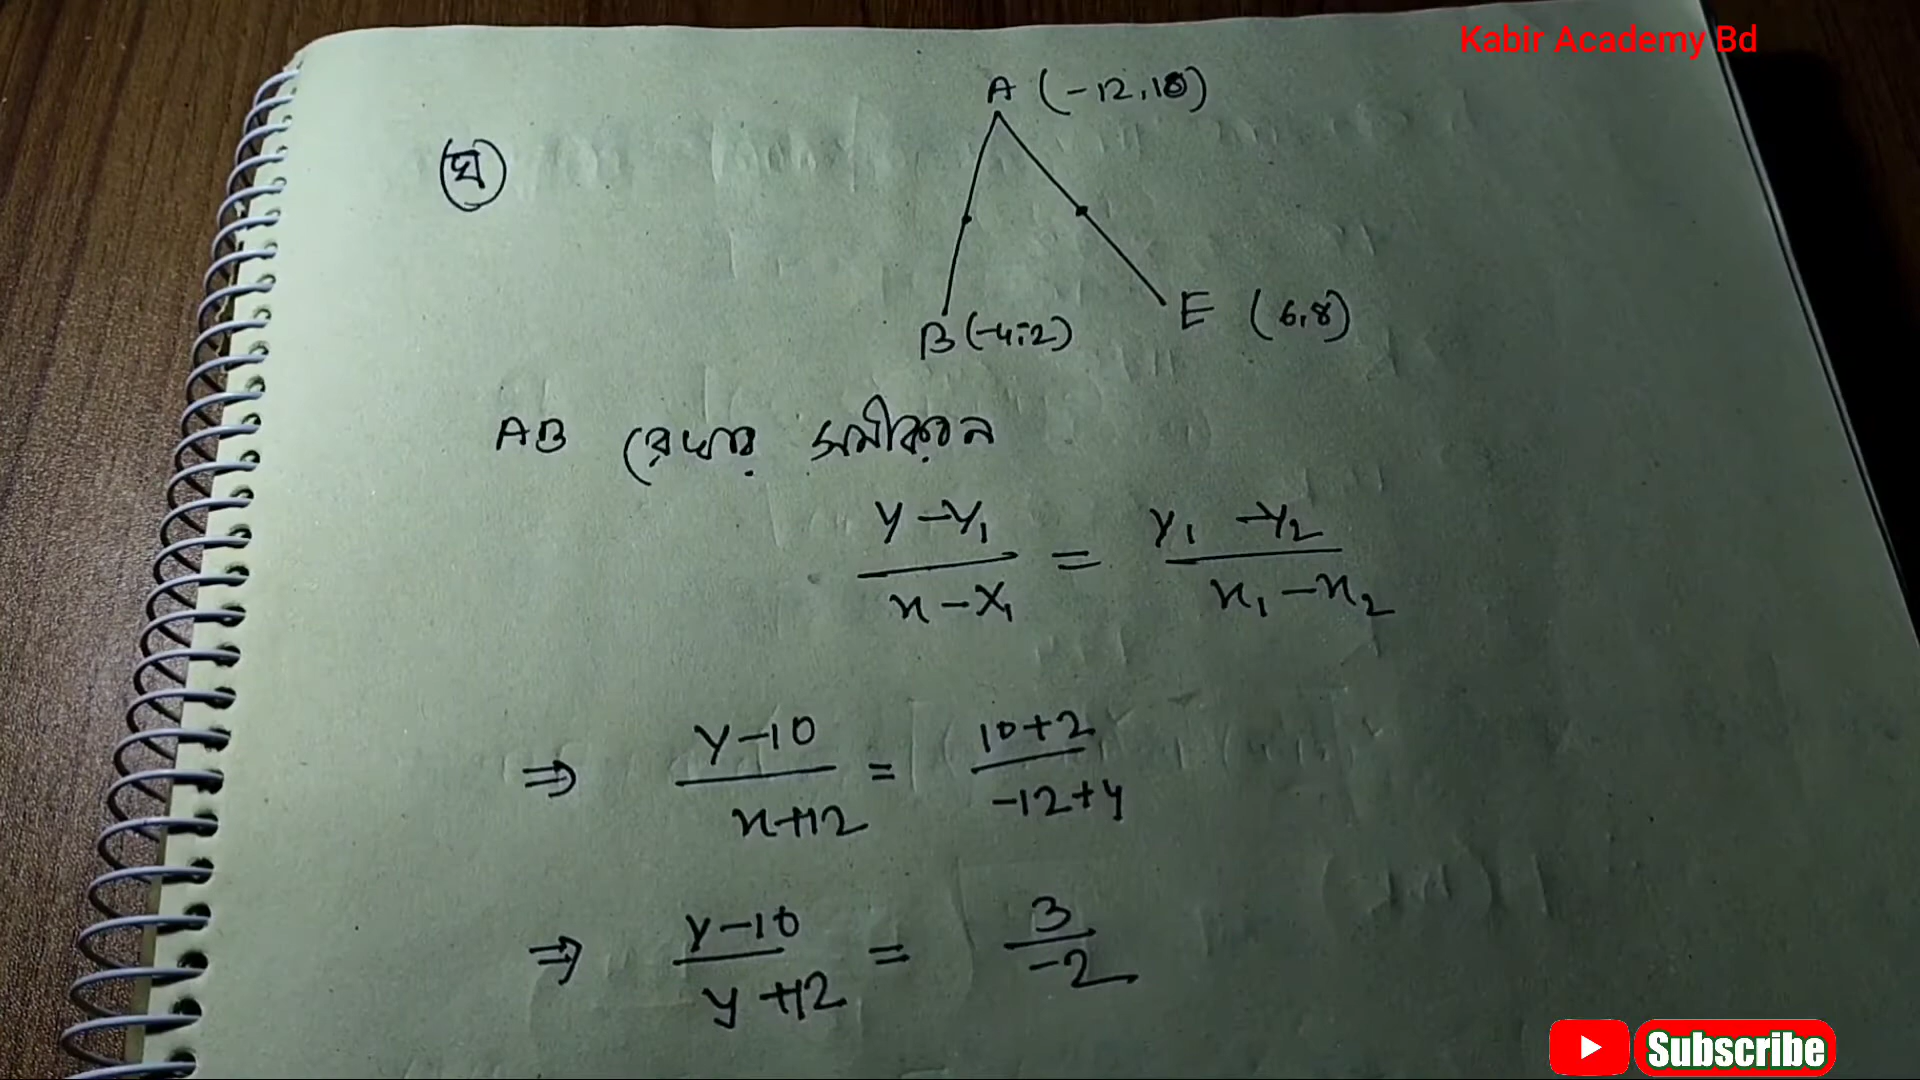 Kabir Academy Bd
A (-12,10)
ঘ
B(-4,-2)
E (6,8)
AB রেখার সমীকরন
y-y₁ / x-x₁ = y₁-y₂ / x₁-x₂
⇒ y-10 / x+12 = 10+2 / -12+4
⇒ y-10 / y+12 = 3 / -2
Subscribe